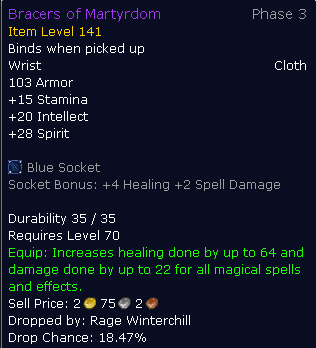 Bracers of Martyrdom Phase 3
Item Level 141
Binds when picked up
Wrist Cloth
103 Armor
+15 Stamina
+20 Intellect
+28 Spirit
Blue Socket
Socket Bonus: +4 Healing +2 Spell Damage
Durability 35 / 35
Requires Level 70
Equip: Increases healing done by up to 64 and
damage done by up to 22 for all magical spells
and effects.
Sell Price: 2 75 2
Dropped by: Rage Winterchill
Drop Chance: 18.47%